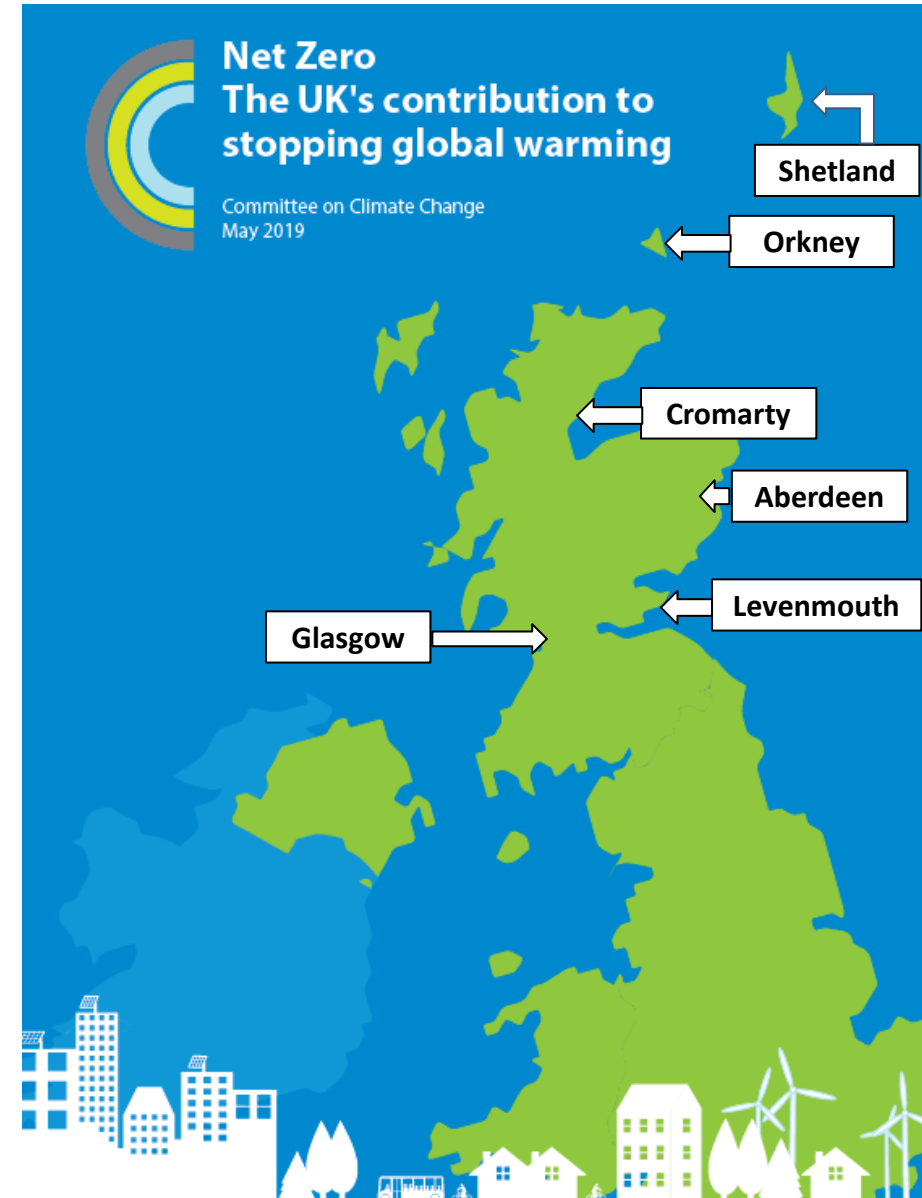 Net Zero
The UK's contribution to
stopping global warming
Committee on Climate Change
May 2019
Shetland
Orkney
Cromarty
Aberdeen
Levenmouth
Glasgow